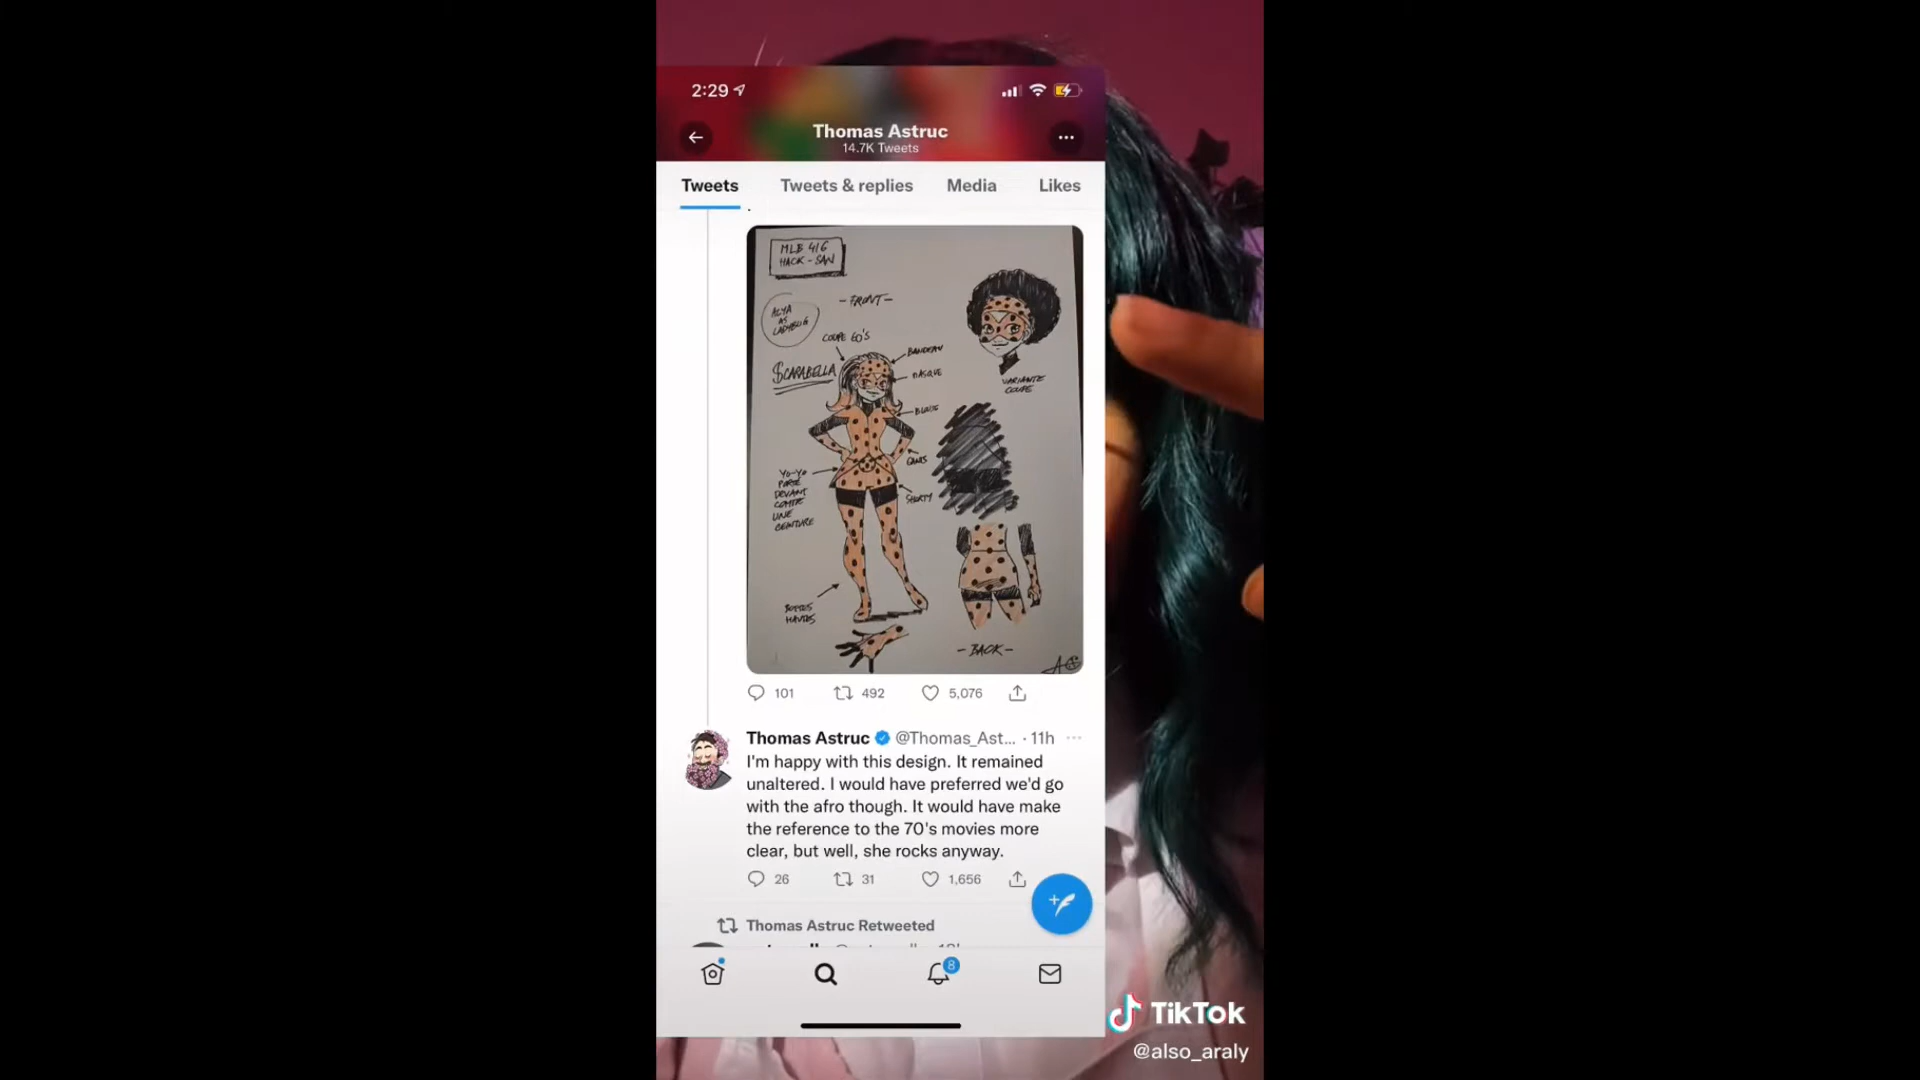 2:29
Thomas Astruc
14.7K Tweets
Tweets
Tweets & replies
Media
Likes
MLB 416
HACK-SAN
- FRONT -
ALYA
AS
LADYBUG
COUPE 60'S
BANDEAU
SCARABELLA
MASQUE
VARIANTE
COUPE
BLOUSE
GANTS
YO-YO
PORTÉ
DEVANT
COMME
UNE
CEINTURE
SHORTY
BOTTES
HAUTES
- BACK -
101
492
5,076
Thomas Astruc @Thomas_Ast... · 11h
I'm happy with this design. It remained
unaltered. I would have preferred we'd go
with the afro though. It would have make
the reference to the 70's movies more
clear, but well, she rocks anyway.
26
31
1,656
Thomas Astruc Retweeted
8
TikTok
@also_araly